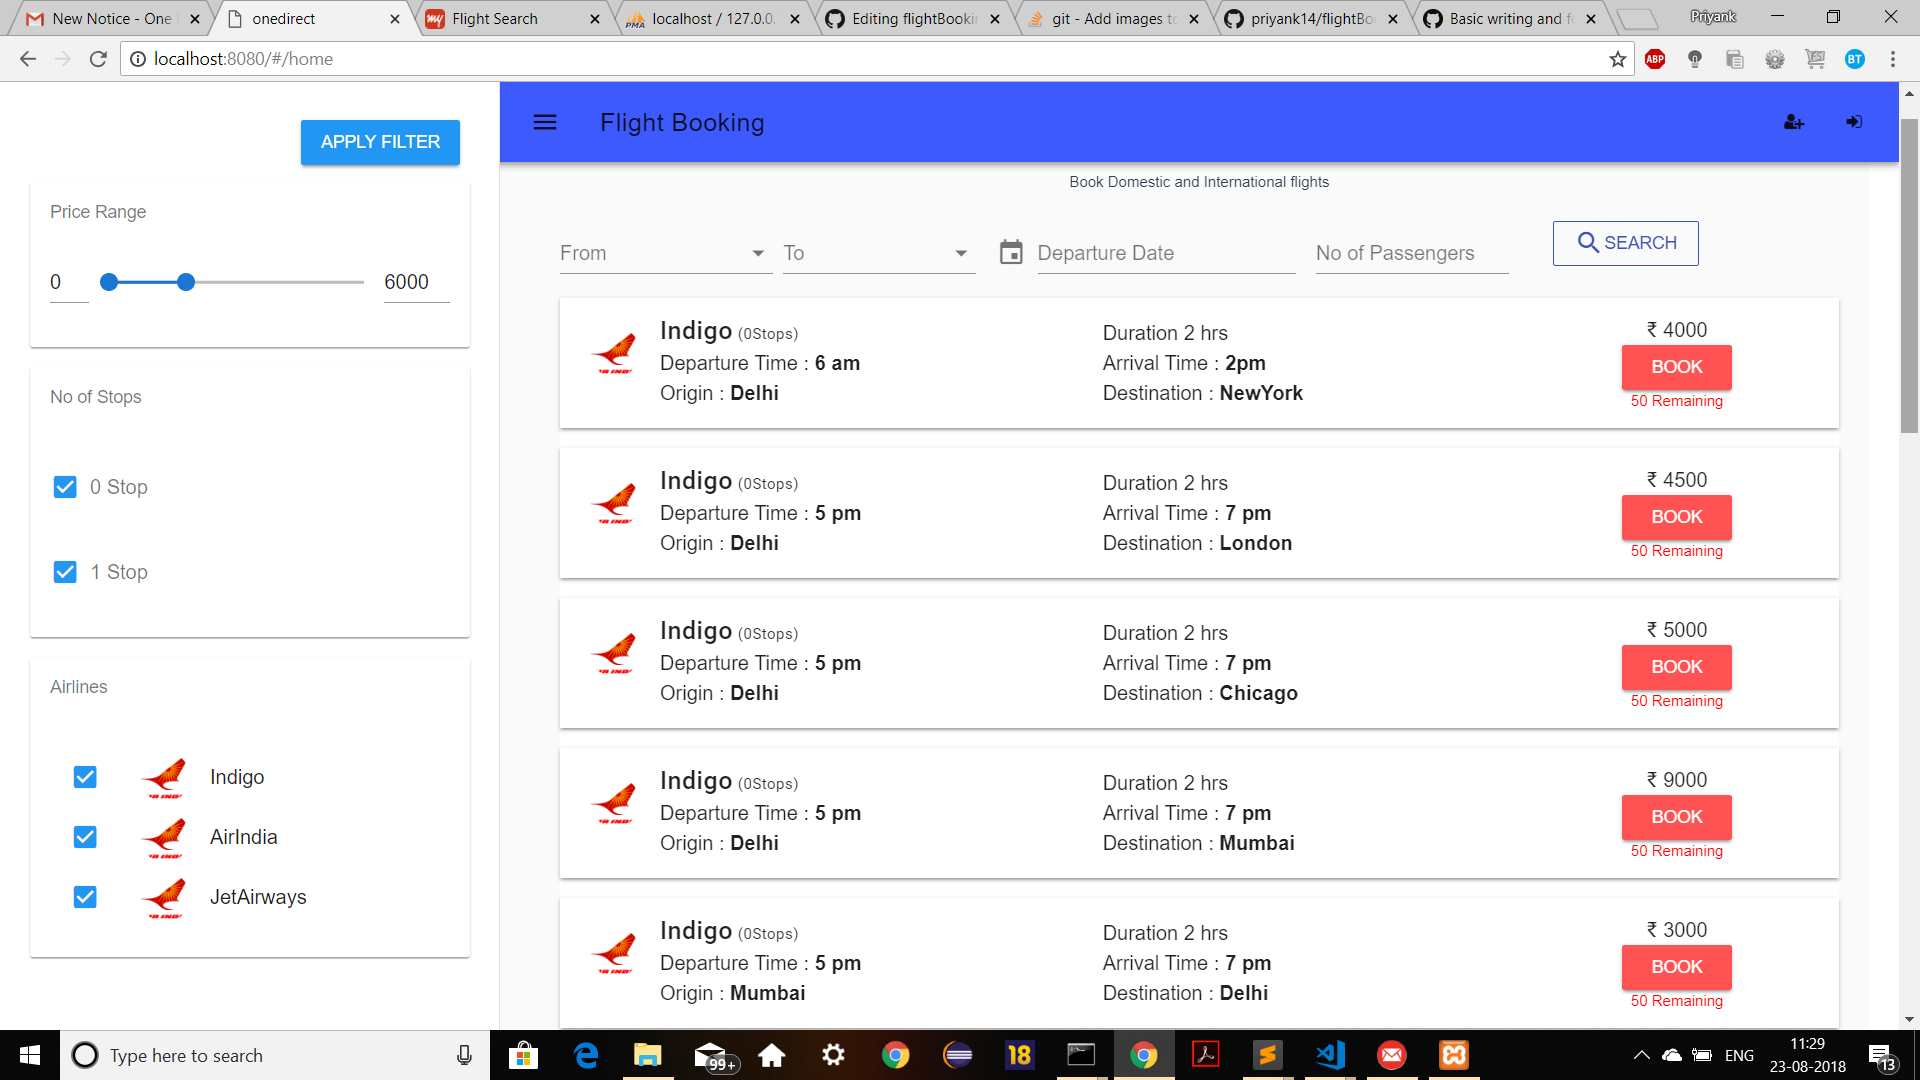 New Notice - One
onedirect
Flight Search
localhost / 127.0.0.
Editing flightBooki
git - Add images to
priyank14/flightBo
Basic writing and fo
Priyank
localhost:8080/#/home
ABP
BT
APPLY FILTER
Flight Booking
Book Domestic and International flights
Price Range
0
6000
From
To
Departure Date
No of Passengers
SEARCH
No of Stops
0 Stop
1 Stop
Airlines
Indigo
AirIndia
JetAirways
Indigo (0Stops)
Departure Time : 6 am
Origin : Delhi
Duration 2 hrs
Arrival Time : 2pm
Destination : NewYork
₹ 4000
BOOK
50 Remaining
Indigo (0Stops)
Departure Time : 5 pm
Origin : Delhi
Duration 2 hrs
Arrival Time : 7 pm
Destination : London
₹ 4500
BOOK
50 Remaining
Indigo (0Stops)
Departure Time : 5 pm
Origin : Delhi
Duration 2 hrs
Arrival Time : 7 pm
Destination : Chicago
₹ 5000
BOOK
50 Remaining
Indigo (0Stops)
Departure Time : 5 pm
Origin : Delhi
Duration 2 hrs
Arrival Time : 7 pm
Destination : Mumbai
₹ 9000
BOOK
50 Remaining
Indigo (0Stops)
Departure Time : 5 pm
Origin : Mumbai
Duration 2 hrs
Arrival Time : 7 pm
Destination : Delhi
₹ 3000
BOOK
50 Remaining
Type here to search
99+
18
ENG
11:29
23-08-2018
13